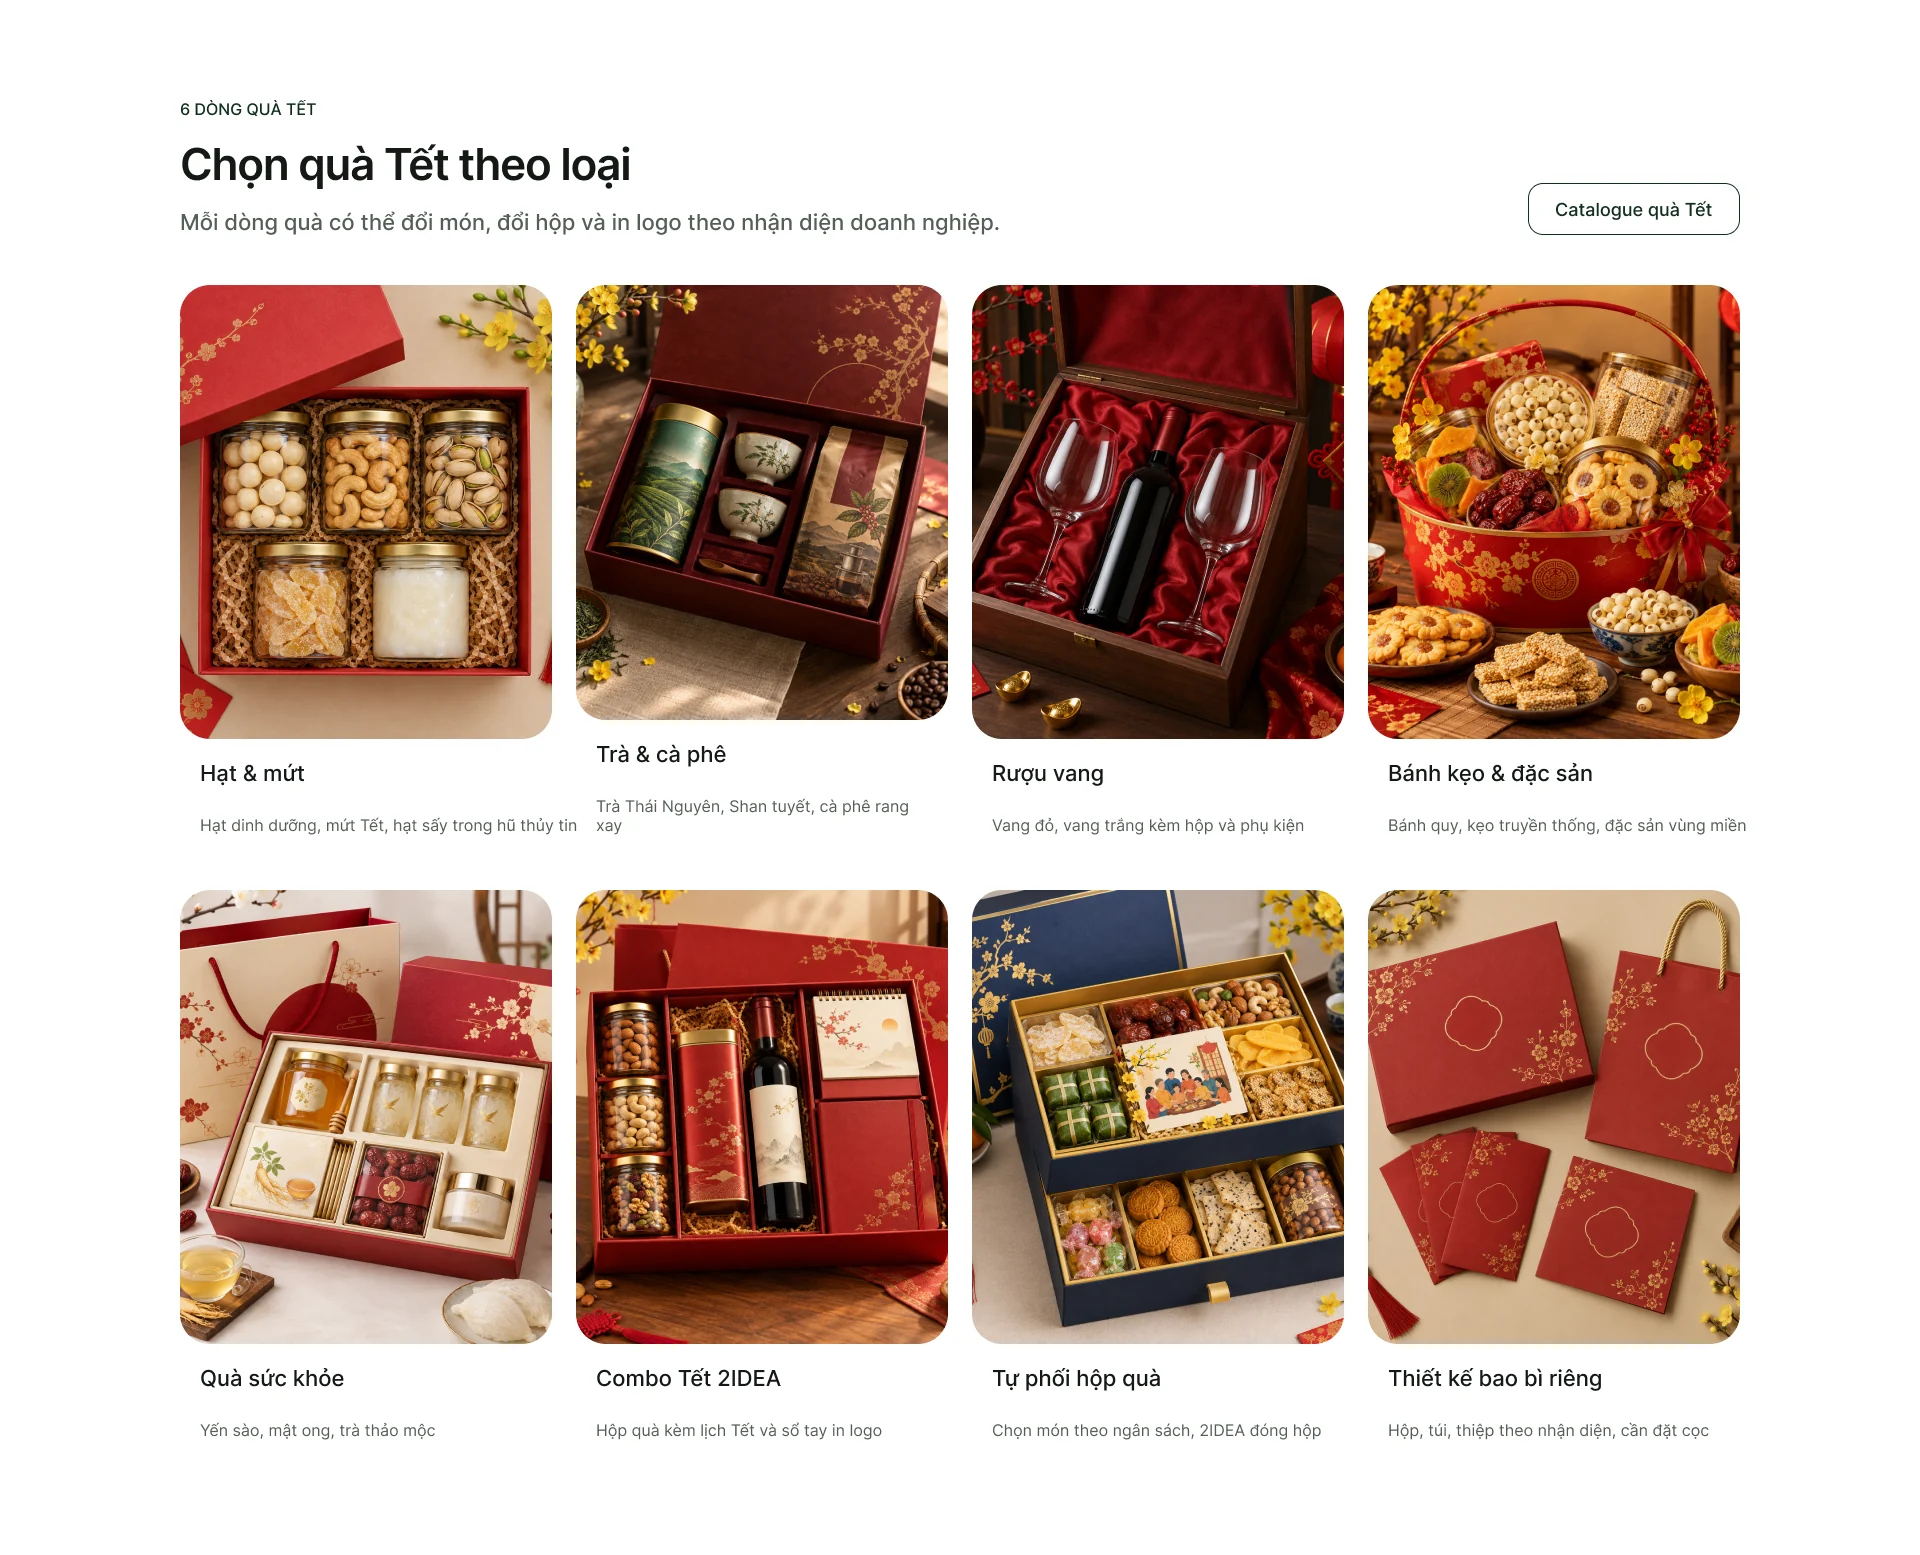 6 DÒNG QUÀ TẾT
Chọn quà Tết theo loại
Mỗi dòng quà có thể đổi món, đổi hộp và in logo theo nhận diện doanh nghiệp.
Catalogue quà Tết
Hạt & mứt
Hạt dinh dưỡng, mứt Tết, hạt sấy trong hũ thủy tin
Trà & cà phê
Trà Thái Nguyên, Shan tuyết, cà phê rang
xay
Rượu vang
Vang đỏ, vang trắng kèm hộp và phụ kiện
Bánh kẹo & đặc sản
Bánh quy, kẹo truyền thống, đặc sản vùng miền
Quà sức khỏe
Yến sào, mật ong, trà thảo mộc
Combo Tết 2IDEA
Hộp quà kèm lịch Tết và sổ tay in logo
Tự phối hộp quà
Chọn món theo ngân sách, 2IDEA đóng hộp
Thiết kế bao bì riêng
Hộp, túi, thiệp theo nhận diện, cần đặt cọc